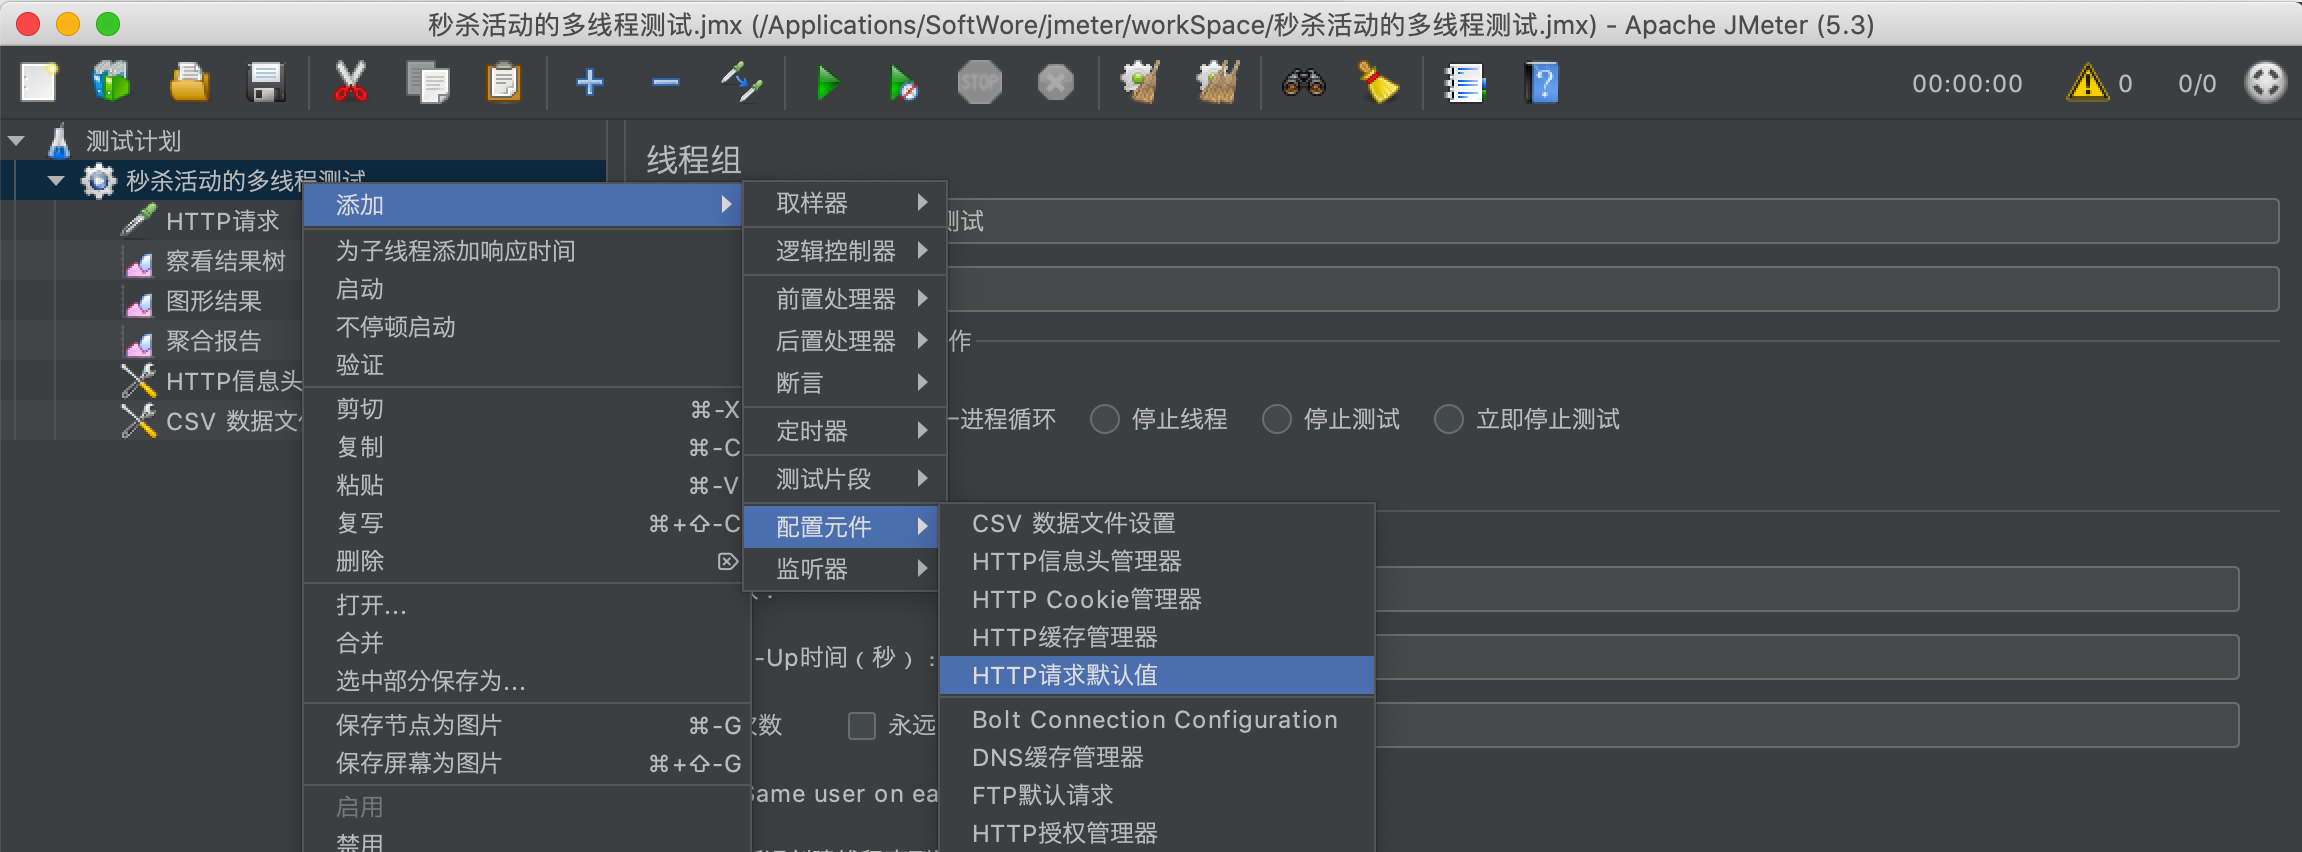 秒杀活动的多线程测试.jmx (/Applications/SoftWore/jmeter/workSpace/秒杀活动的多线程测试.jmx) - Apache JMeter (5.3)
STOP
00:00:00
0
0/0
测试计划
秒杀活动的多线程测试
HTTP请求
察看结果树
图形结果
聚合报告
HTTP信息头
CSV 数据文
添加
为子线程添加响应时间
启动
不停顿启动
验证
剪切 ⌘-X
复制 ⌘-C
粘贴 ⌘-V
复写 ⌘+⇧-C
删除 ⌦
打开...
合并
选中部分保存为...
保存节点为图片 ⌘-G
保存屏幕为图片 ⌘+⇧-G
启用
禁用
取样器
逻辑控制器
前置处理器
后置处理器
断言
定时器
测试片段
配置元件
监听器
CSV 数据文件设置
HTTP信息头管理器
HTTP Cookie管理器
HTTP缓存管理器
HTTP请求默认值
Bolt Connection Configuration
DNS缓存管理器
FTP默认请求
HTTP授权管理器
线程组
测试
作
一进程循环
停止线程
停止测试
立即停止测试
-Up时间（秒）:
数
永远
Same user on ea